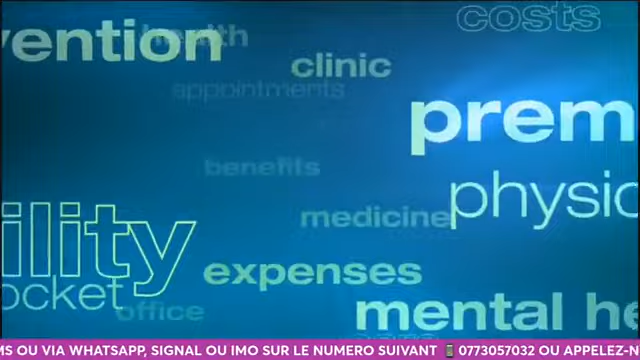 costs
vention
health
clinic
appointments
prem
benefits
physic
medicine
ility
expenses
ocket
office
mental he
MS OU VIA WHATSAPP, SIGNAL OU IMO SUR LE NUMERO SUIVANT 0773057032 OU APPELEZ-N